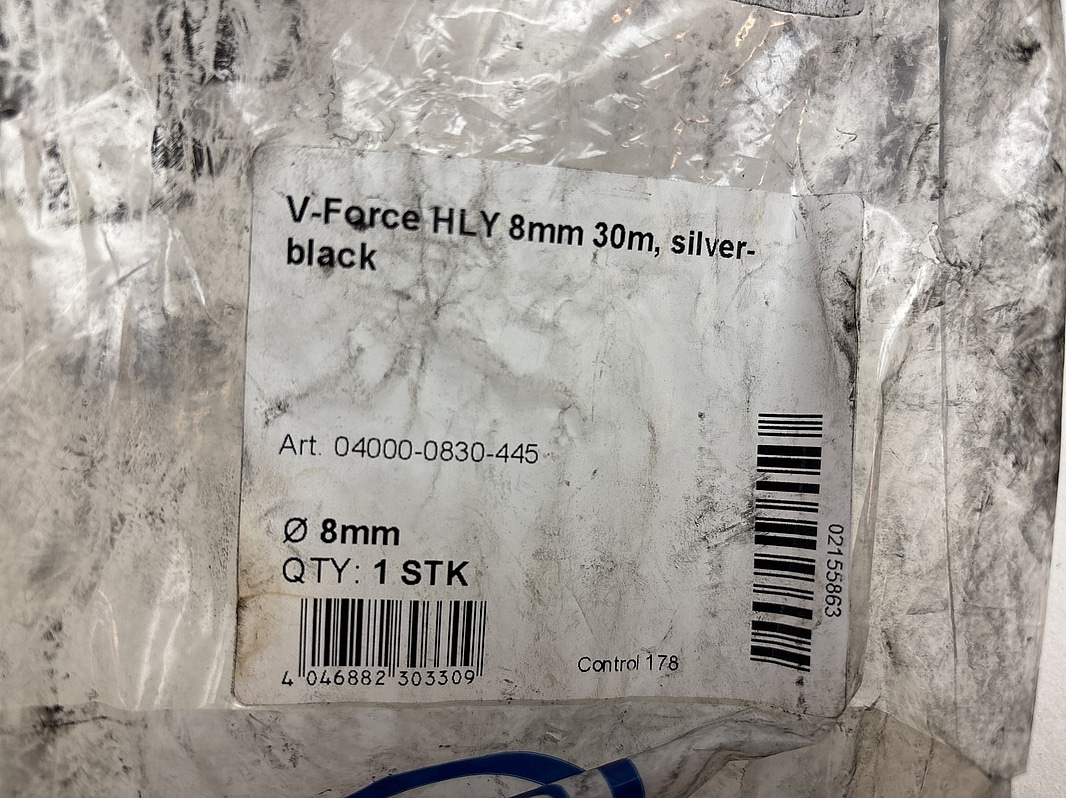 V-Force HLY 8mm 30m, silver-
black
Art. 04000-0830-445
Ø 8mm
QTY: 1 STK
4 046882 303309
Control 178
02155863